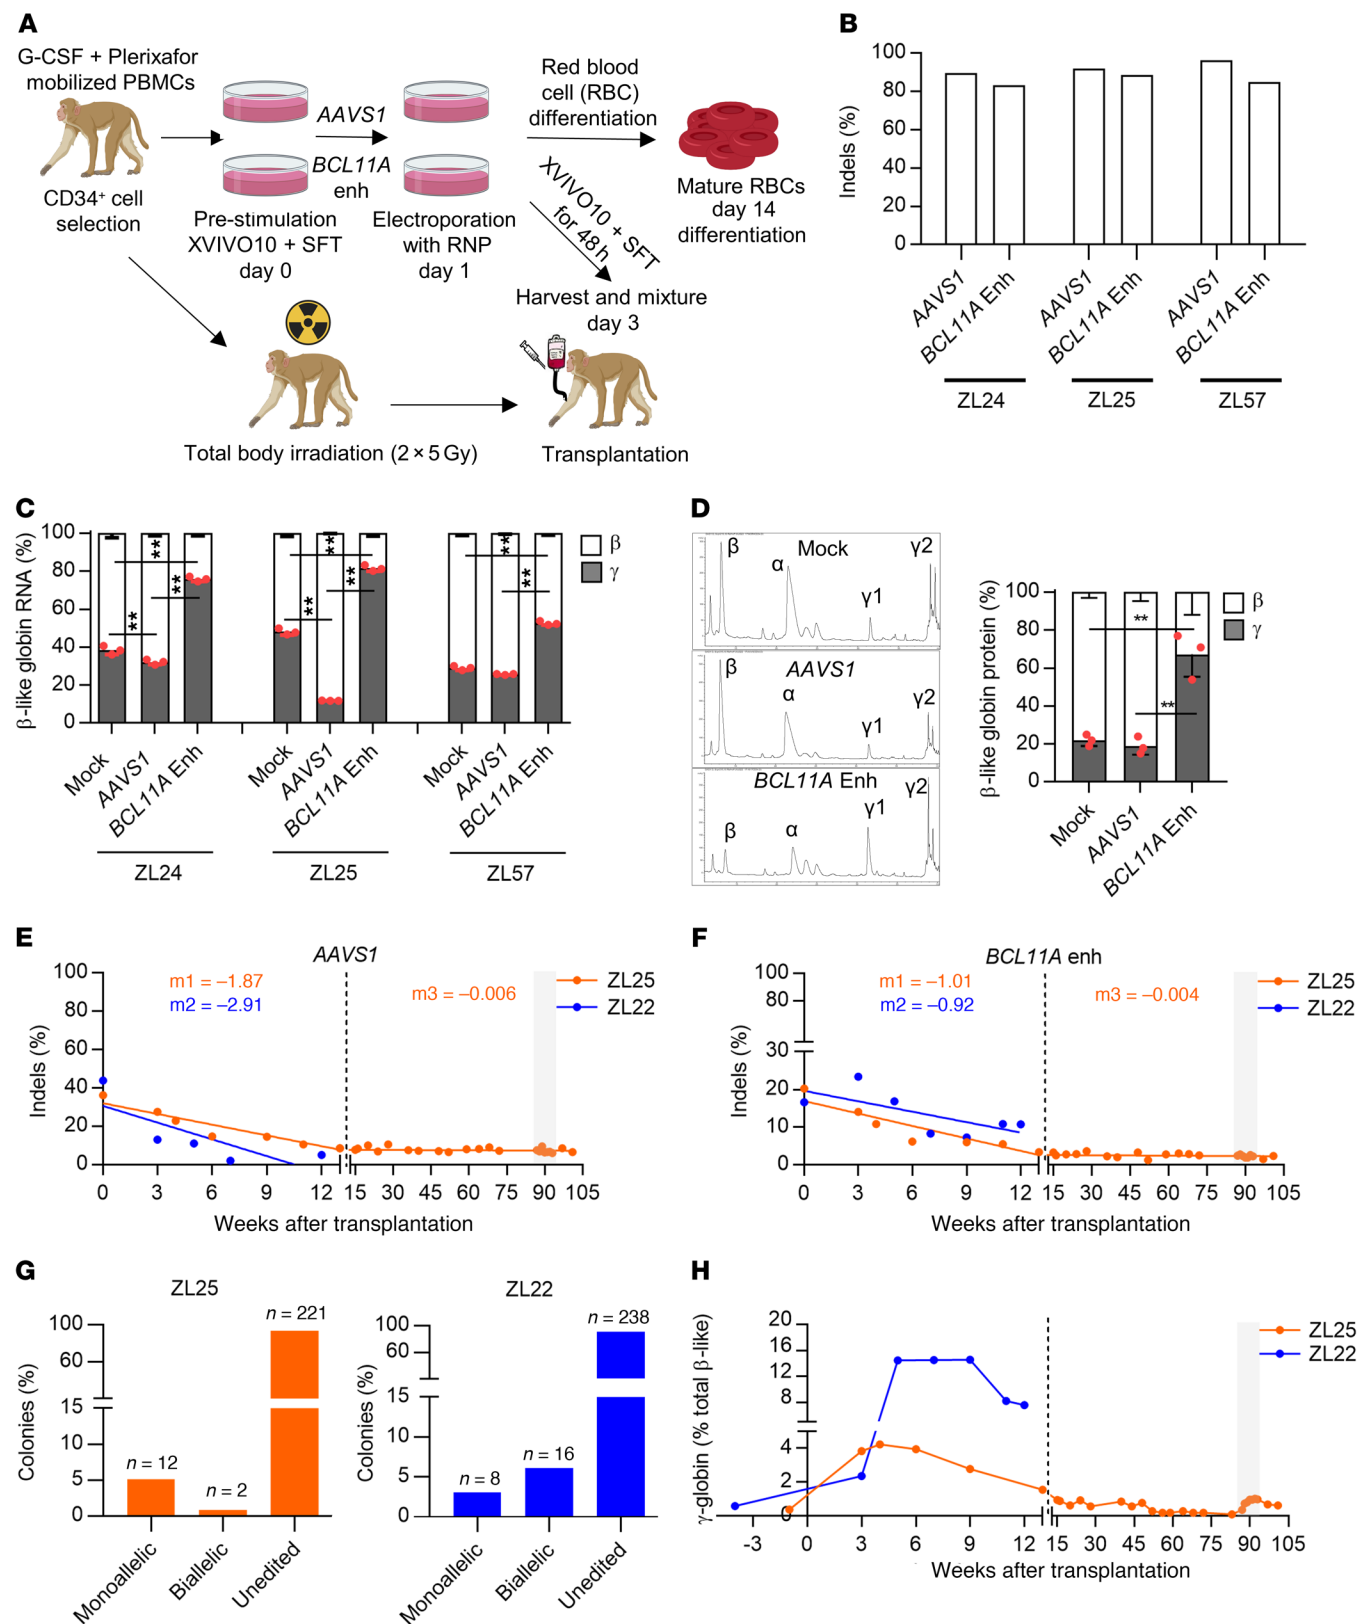 A
G-CSF + Plerixafor
mobilized PBMCs
CD34⁺ cell
selection
AAVS1
BCL11A
enh
Pre-stimulation
XVIVO10 + SFT
day 0
Electroporation
with RNP
day 1
Red blood
cell (RBC)
differentiation
XVIVO10 + SFT
for 48 h
Mature RBCs
day 14
differentiation
Harvest and mixture
day 3
Total body irradiation (2 × 5 Gy)
Transplantation
B
Indels (%)
100
80
60
40
20
0
AAVS1
BCL11A Enh
AAVS1
BCL11A Enh
AAVS1
BCL11A Enh
ZL24
ZL25
ZL57
C
β-like globin RNA (%)
100
80
60
40
20
0
**
**
**
**
**
**
**
**
β
γ
Mock
AAVS1
BCL11A Enh
Mock
AAVS1
BCL11A Enh
Mock
AAVS1
BCL11A Enh
ZL24
ZL25
ZL57
D
β
α
Mock
γ1
γ2
β
α
AAVS1
γ1
γ2
BCL11A Enh
β
α
γ1
γ2
β-like globin protein (%)
100
80
60
40
20
0
**
**
β
γ
Mock
AAVS1
BCL11A Enh
E
AAVS1
m1 = –1.87
m2 = –2.91
m3 = –0.006
ZL25
ZL22
Indels (%)
100
80
60
40
20
0
0 3 6 9 12 15 30 45 60 75 90 105
Weeks after transplantation
F
BCL11A enh
m1 = –1.01
m2 = –0.92
m3 = –0.004
ZL25
ZL22
Indels (%)
100
80
30
20
10
0
0 3 6 9 12 15 30 45 60 75 90 105
Weeks after transplantation
G
ZL25
Colonies (%)
100
60
15
10
5
0
n = 12
n = 2
n = 221
Monoallelic
Biallelic
Unedited
ZL22
Colonies (%)
100
60
15
10
5
0
n = 8
n = 16
n = 238
Monoallelic
Biallelic
Unedited
H
γ-globin (% total β-like)
20
16
12
8
4
2
0
ZL25
ZL22
-3 0 3 6 9 12 15 30 45 60 75 90 105
Weeks after transplantation